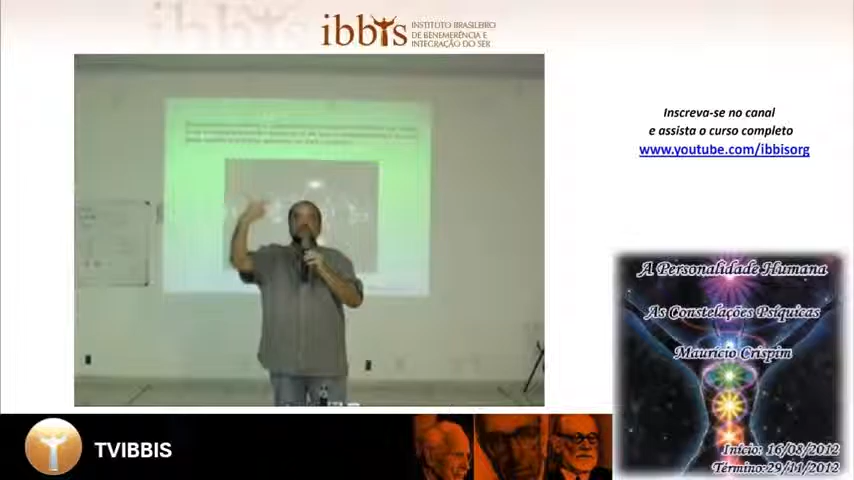 ibbis INSTITUTO BRASILEIRO
DE BENEMERÊNCIA E
INTEGRAÇÃO DO SER
Inscreva-se no canal
e assista o curso completo
www.youtube.com/ibbisorg
A Personalidade Humana
As Constelações Psíquicas
Maurício Crispim
Início: 16/08/2012
Término:29/11/2012
TVIBBIS